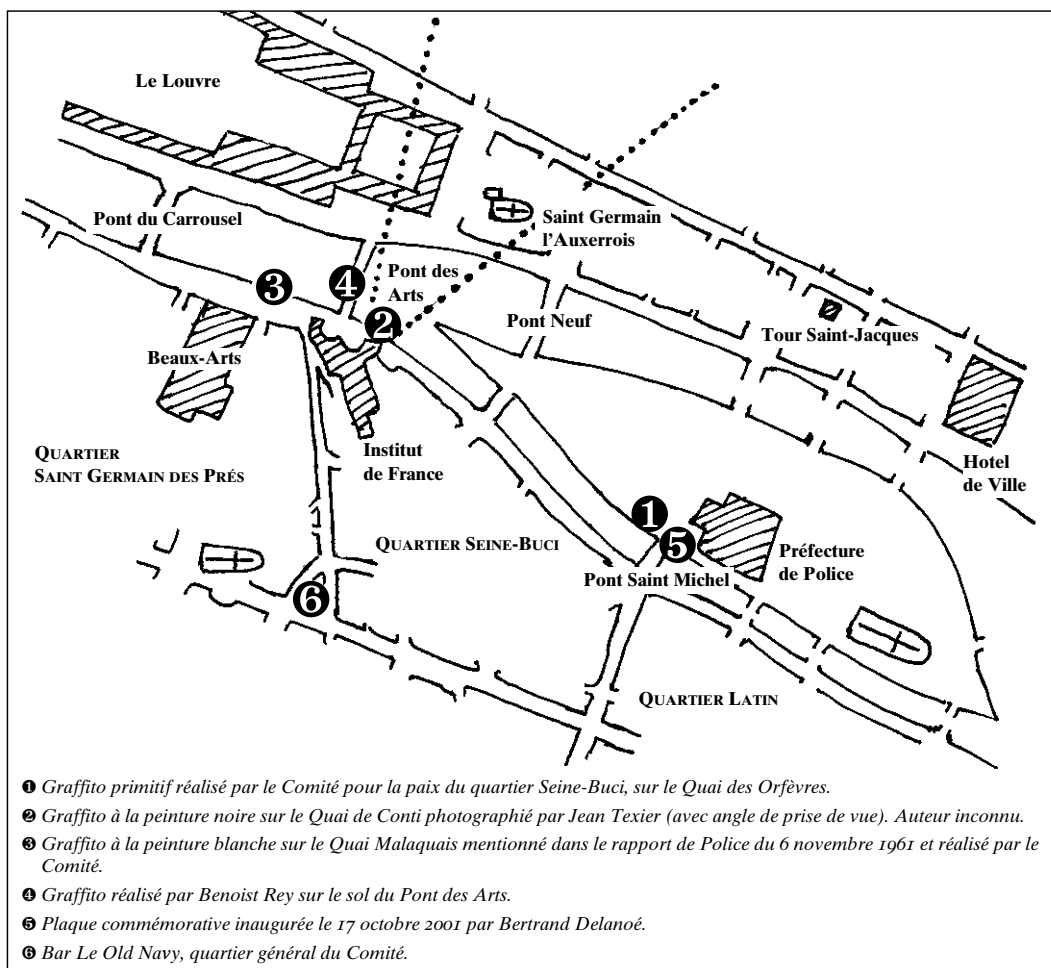 Le Louvre
Pont du Carrousel
Saint Germain
l'Auxerrois
❸
❹
Pont des
Arts
❷
Pont Neuf
Tour Saint-Jacques
Beaux-Arts
QUARTIER
SAINT GERMAIN DES PRÉS
Institut
de France
Hotel
de Ville
❶
❺
QUARTIER SEINE-BUCI
Préfecture
de Police
Pont Saint Michel
❻
QUARTIER LATIN
❶ Graffito primitif réalisé par le Comité pour la paix du quartier Seine-Buci, sur le Quai des Orfèvres.
❷ Graffito à la peinture noire sur le Quai de Conti photographié par Jean Texier (avec angle de prise de vue). Auteur inconnu.
❸ Graffito à la peinture blanche sur le Quai Malaquais mentionné dans le rapport de Police du 6 novembre 1961 et réalisé par le
Comité.
❹ Graffito réalisé par Benoist Rey sur le sol du Pont des Arts.
❺ Plaque commémorative inaugurée le 17 octobre 2001 par Bertrand Delanoé.
❻ Bar Le Old Navy, quartier général du Comité.